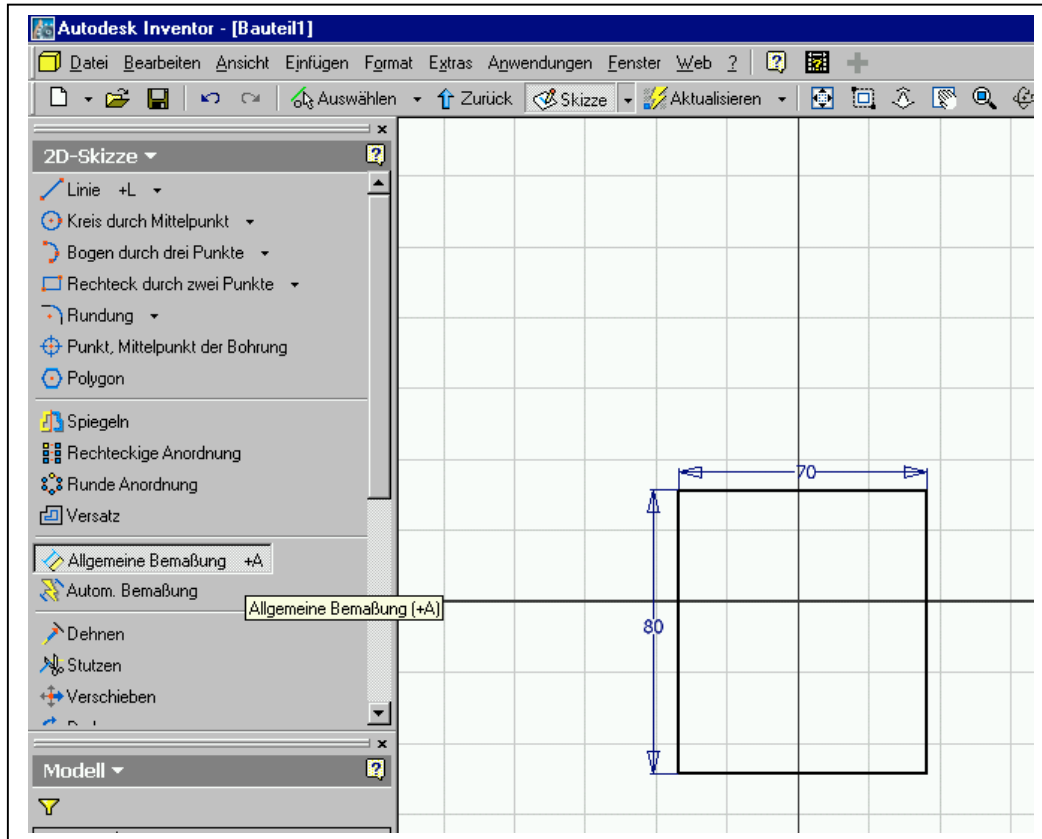 Autodesk Inventor - [Bauteil1]
Datei Bearbeiten Ansicht Einfügen Format Extras Anwendungen Fenster Web ?
Auswählen Zurück Skizze Aktualisieren
2D-Skizze
Linie +L
Kreis durch Mittelpunkt
Bogen durch drei Punkte
Rechteck durch zwei Punkte
Rundung
Punkt, Mittelpunkt der Bohrung
Polygon
Spiegeln
Rechteckige Anordnung
Runde Anordnung
Versatz
Allgemeine Bemaßung +A
Autom. Bemaßung
Allgemeine Bemaßung (+A)
Dehnen
Stutzen
Verschieben
Modell
70
80